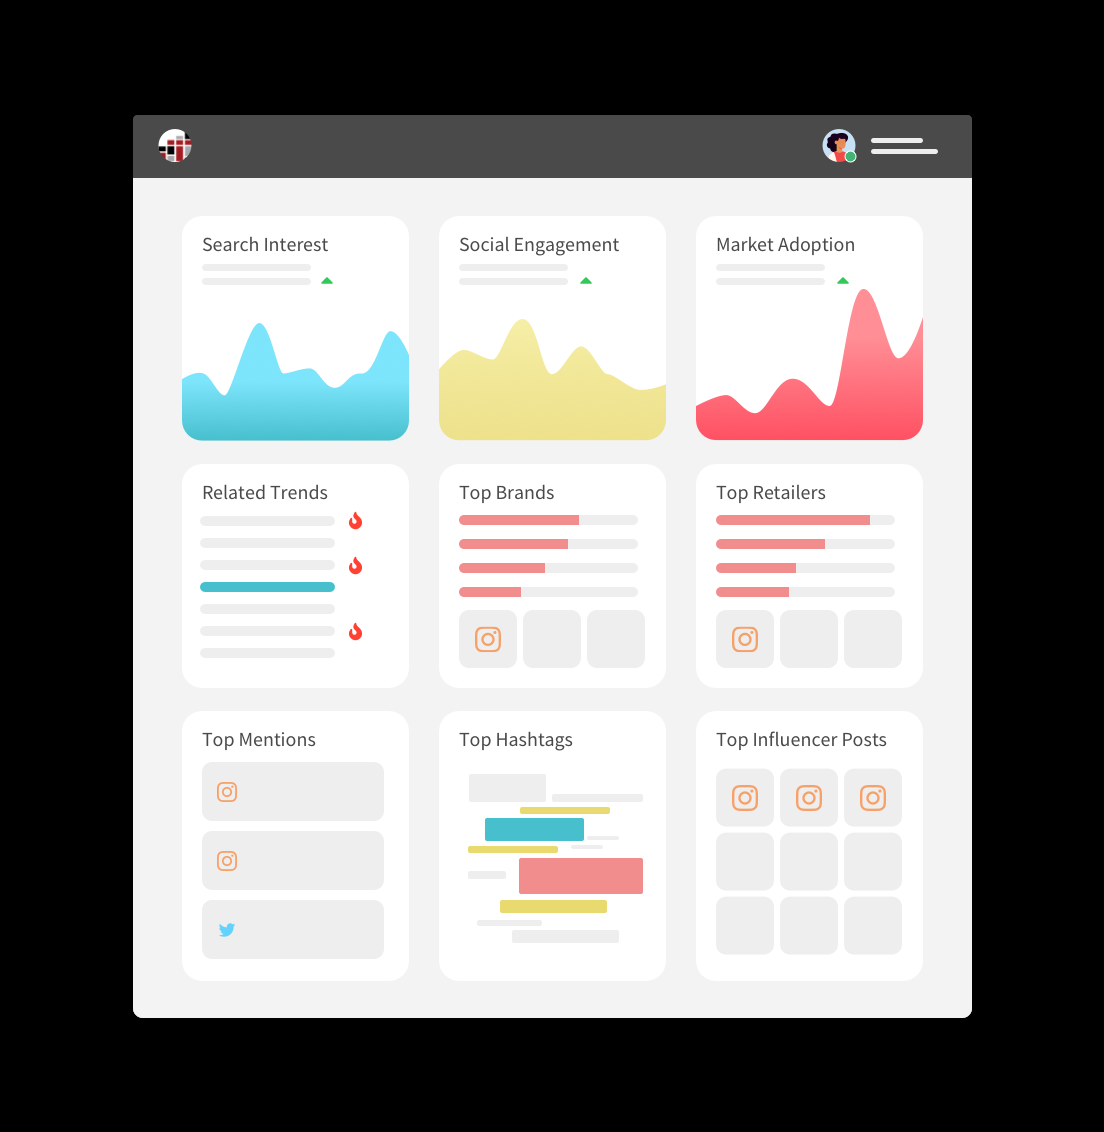 Search Interest
Social Engagement
Market Adoption
Related Trends
Top Brands
Top Retailers
Top Mentions
Top Hashtags
Top Influencer Posts